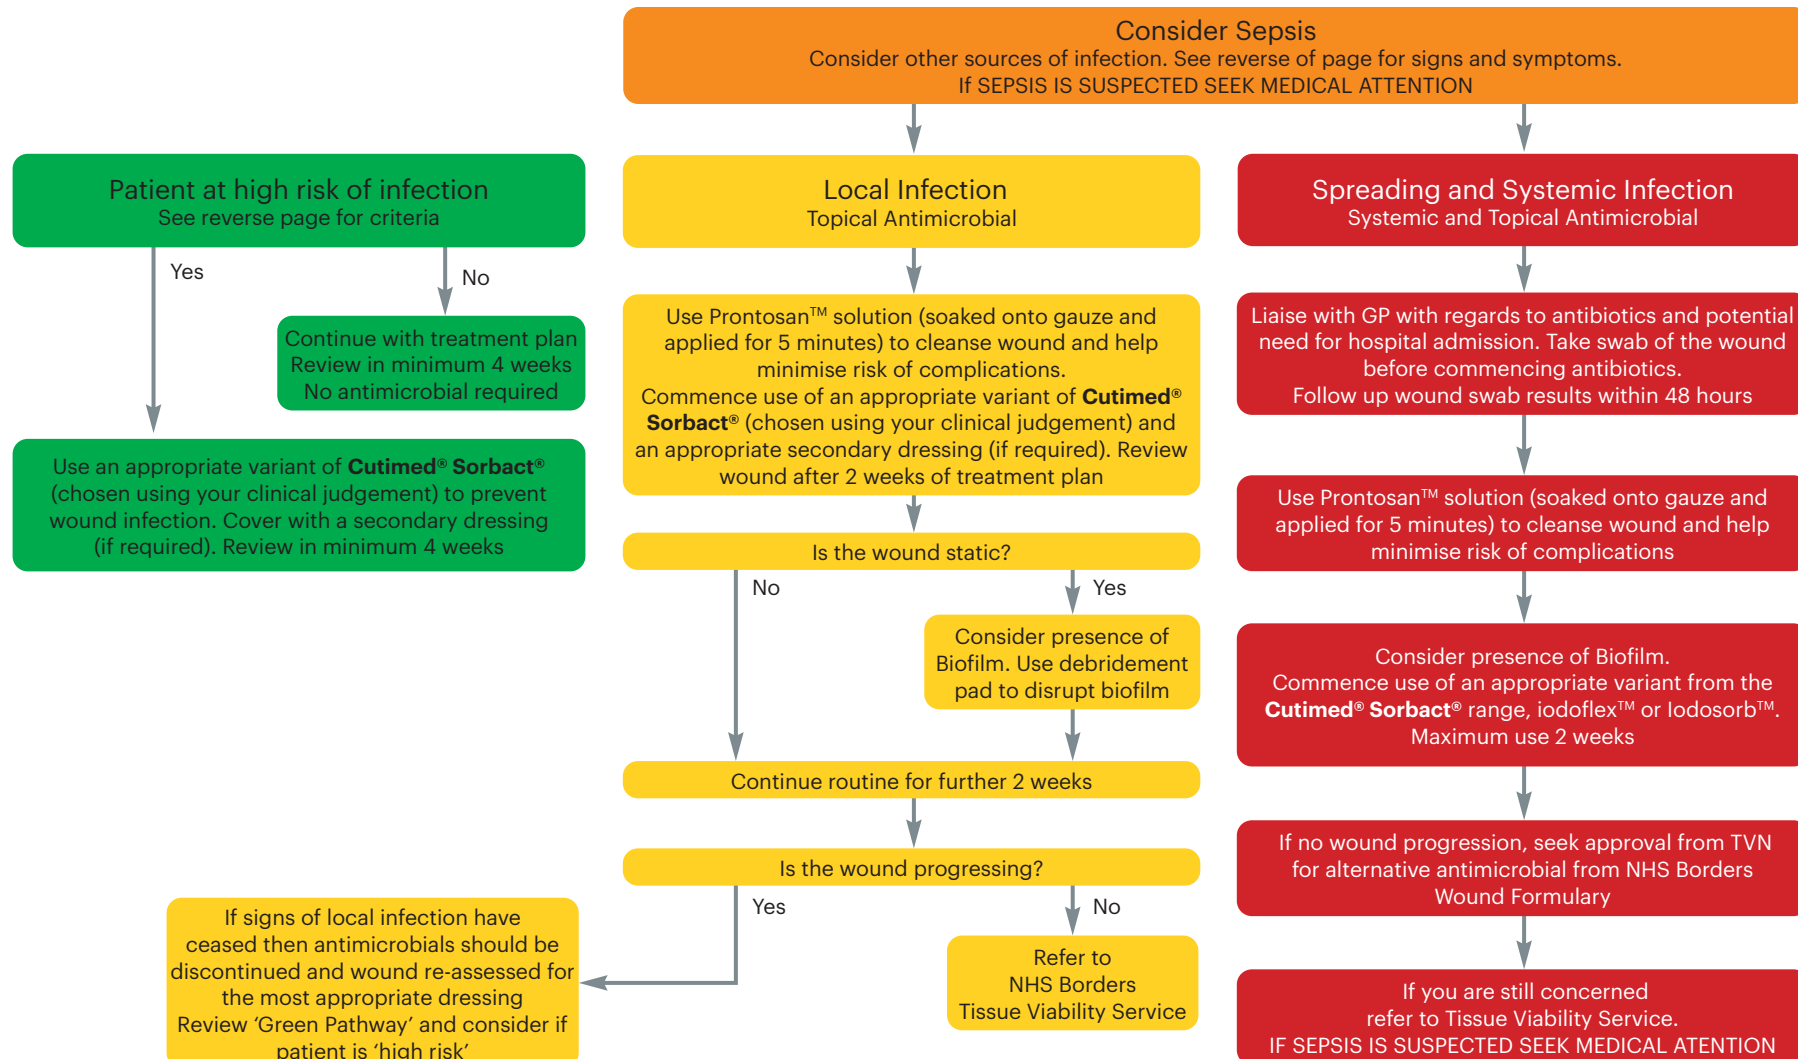 Consider Sepsis
Consider other sources of infection. See reverse of page for signs and symptoms.
If SEPSIS IS SUSPECTED SEEK MEDICAL ATTENTION
Patient at high risk of infection
See reverse page for criteria
Yes
No
Continue with treatment plan
Review in minimum 4 weeks
No antimicrobial required
Use an appropriate variant of Cutimed® Sorbact®
(chosen using your clinical judgement) to prevent
wound infection. Cover with a secondary dressing
(if required). Review in minimum 4 weeks
Local Infection
Topical Antimicrobial
Use Prontosan™ solution (soaked onto gauze and
applied for 5 minutes) to cleanse wound and help
minimise risk of complications.
Commence use of an appropriate variant of Cutimed®
Sorbact® (chosen using your clinical judgement) and
an appropriate secondary dressing (if required). Review
wound after 2 weeks of treatment plan
Is the wound static?
No
Yes
Consider presence of
Biofilm. Use debridement
pad to disrupt biofilm
Continue routine for further 2 weeks
Is the wound progressing?
Yes
No
If signs of local infection have
ceased then antimicrobials should be
discontinued and wound re-assessed for
the most appropriate dressing
Review ‘Green Pathway’ and consider if
patient is ‘high risk’
Refer to
NHS Borders
Tissue Viability Service
Spreading and Systemic Infection
Systemic and Topical Antimicrobial
Liaise with GP with regards to antibiotics and potential
need for hospital admission. Take swab of the wound
before commencing antibiotics.
Follow up wound swab results within 48 hours
Use Prontosan™ solution (soaked onto gauze and
applied for 5 minutes) to cleanse wound and help
minimise risk of complications
Consider presence of Biofilm.
Commence use of an appropriate variant from the
Cutimed® Sorbact® range, iodoflex™ or Iodosorb™.
Maximum use 2 weeks
If no wound progression, seek approval from TVN
for alternative antimicrobial from NHS Borders
Wound Formulary
If you are still concerned
refer to Tissue Viability Service.
IF SEPSIS IS SUSPECTED SEEK MEDICAL ATENTION